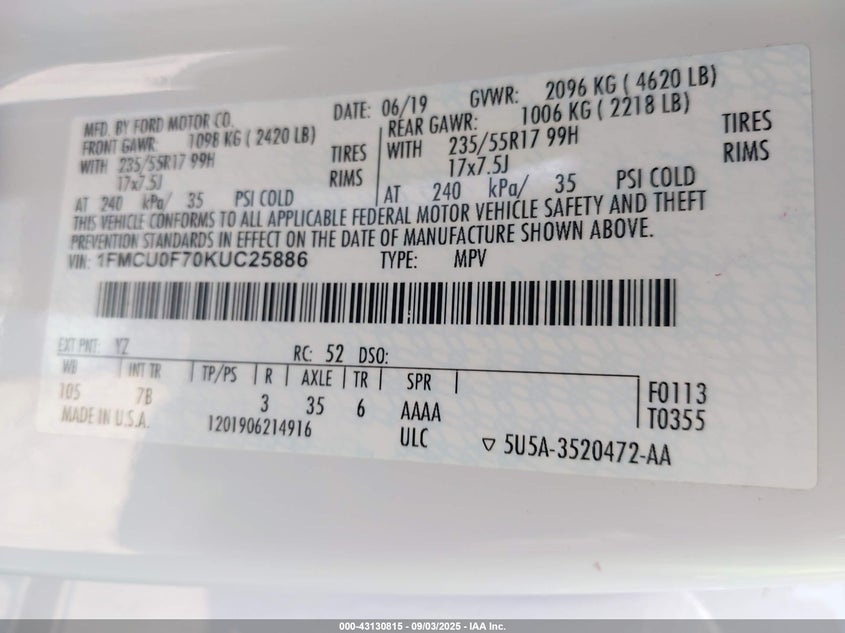 MFD. BY FORD MOTOR CO. DATE: 06/19 GVWR: 2096 KG ( 4620 LB)
FRONT GAWR: 1098 KG ( 2420 LB) REAR GAWR: 1006 KG ( 2218 LB)
WITH 235/55R17 99H TIRES WITH 235/55R17 99H TIRES
17x7.5J RIMS 17x7.5J RIMS
AT 240 kPa/ 35 PSI COLD AT 240 kPa/ 35 PSI COLD
THIS VEHICLE CONFORMS TO ALL APPLICABLE FEDERAL MOTOR VEHICLE SAFETY AND THEFT
PREVENTION STANDARDS IN EFFECT ON THE DATE OF MANUFACTURE SHOWN ABOVE.
VIN: 1FMCU0F70KUC25886 TYPE: MPV
EXT PNT: YZ RC: 52 DSO:
WB INT TR TP/PS R AXLE TR SPR
105 7B 3 35 6 AAAA F0113
MADE IN U.S.A. 1201906214916 ULC T0355
5U5A-3520472-AA
000-43130815 - 09/03/2025 - IAA Inc.